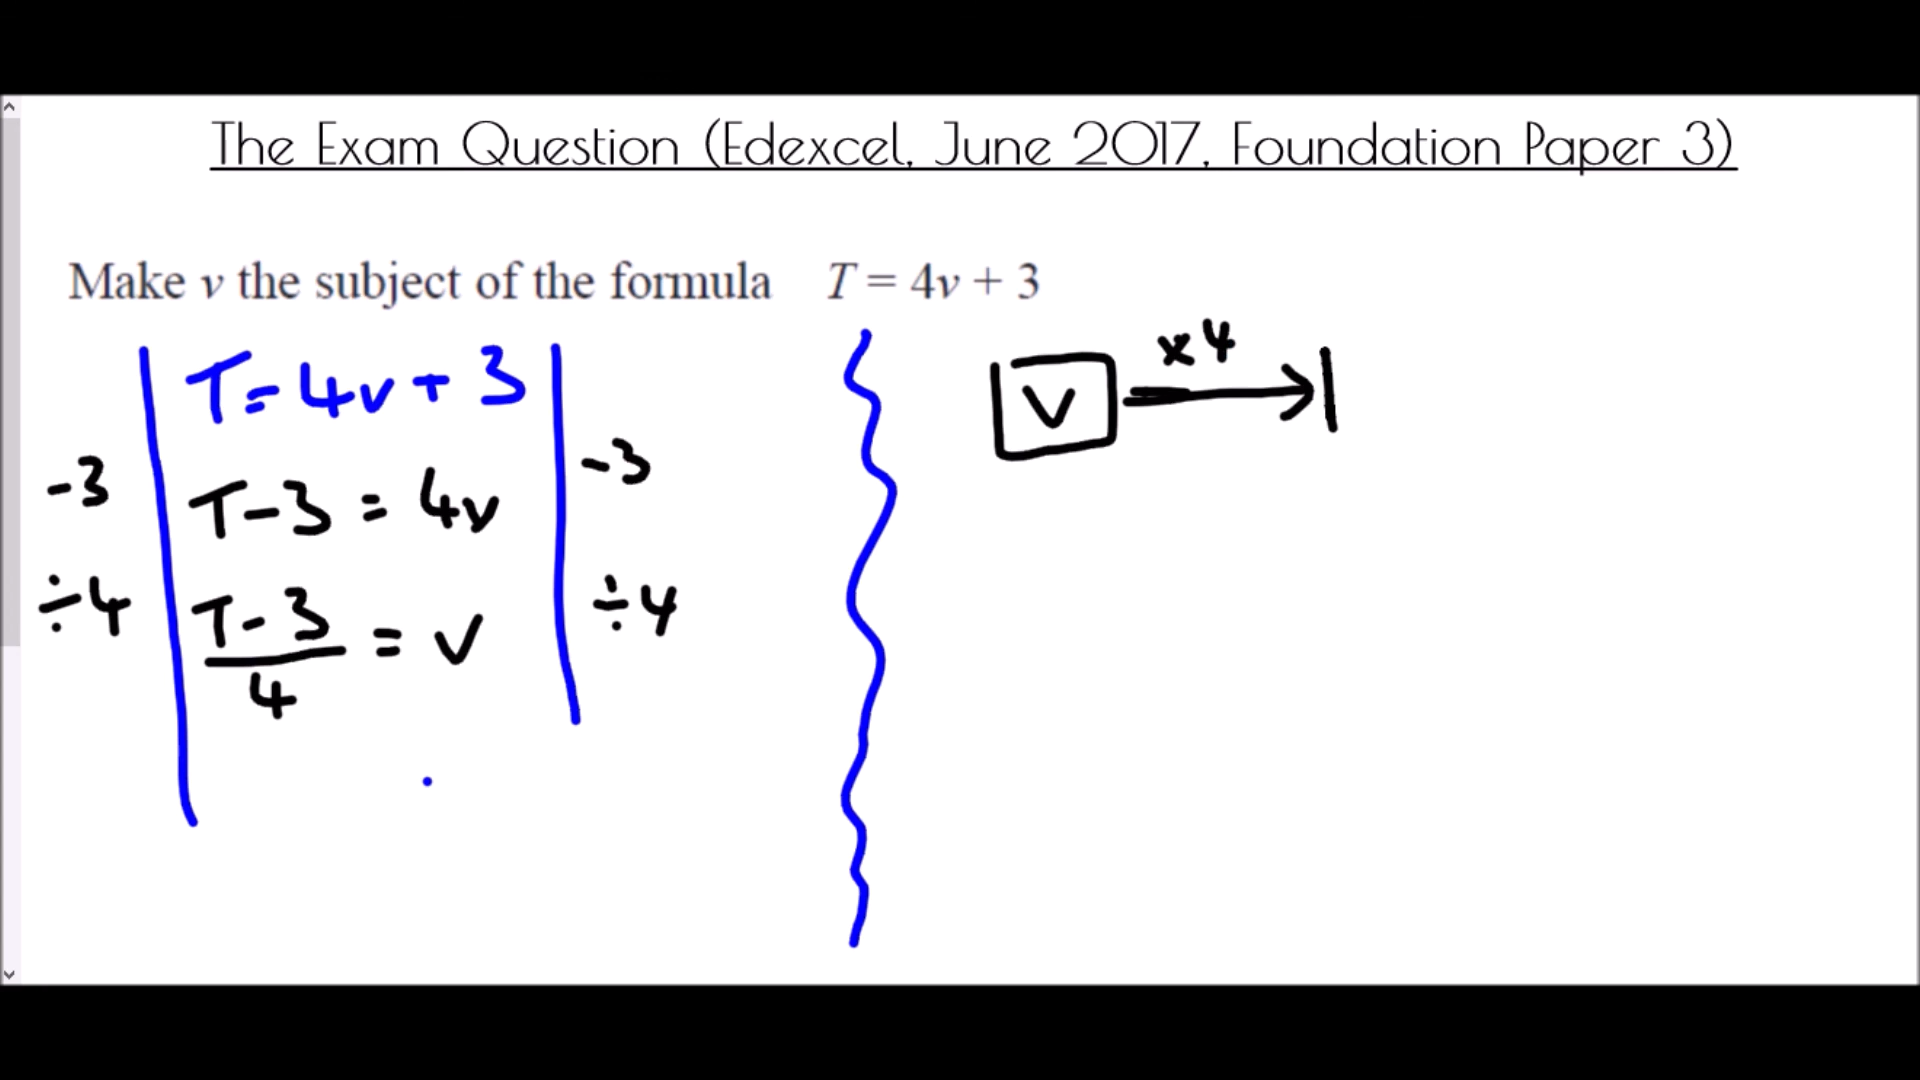 The Exam Question (Edexcel, June 2017, Foundation Paper 3)
Make v the subject of the formula T = 4v + 3
T = 4v + 3
-3 T - 3 = 4v -3
÷4 T - 3 / 4 = v ÷4
v ×4